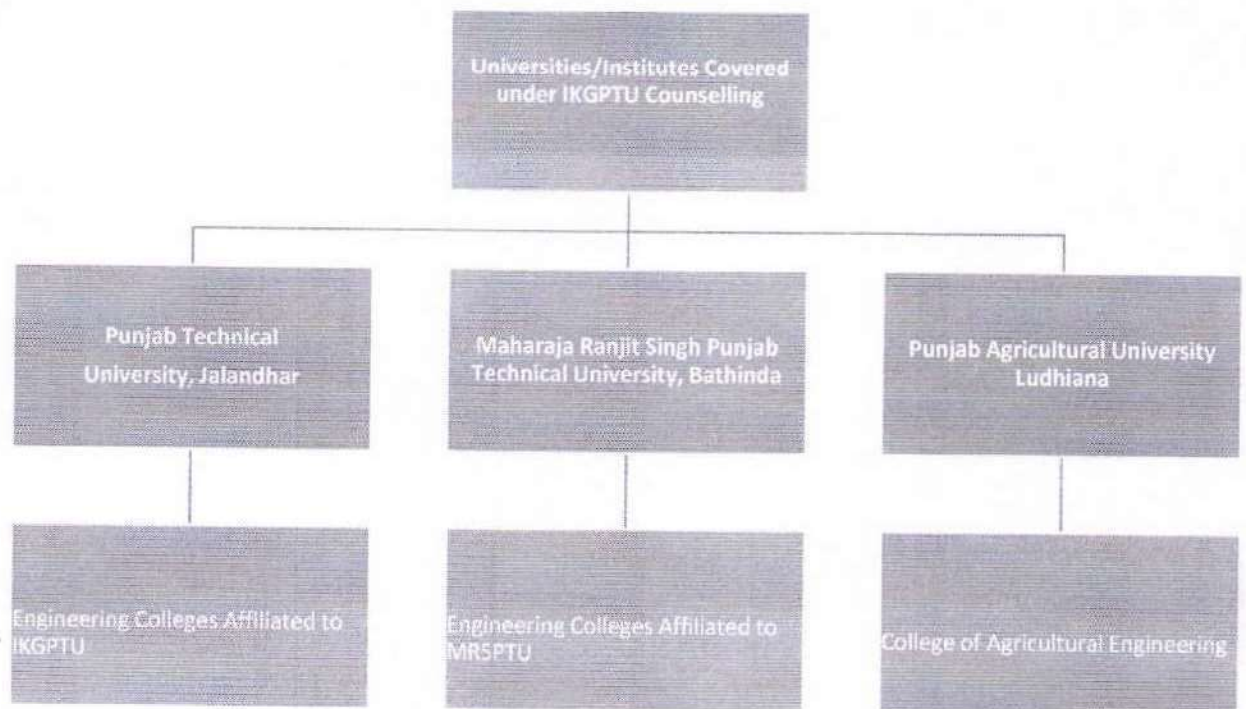 Universities/Institutes Covered
under IKGPTU Counselling
Punjab Technical
University, Jalandhar
Maharaja Ranjit Singh Punjab
Technical University, Bathinda
Punjab Agricultural University
Ludhiana
Engineering Colleges Affiliated to
IKGPTU
Engineering Colleges Affiliated to
MRSPTU
College of Agricultural Engineering